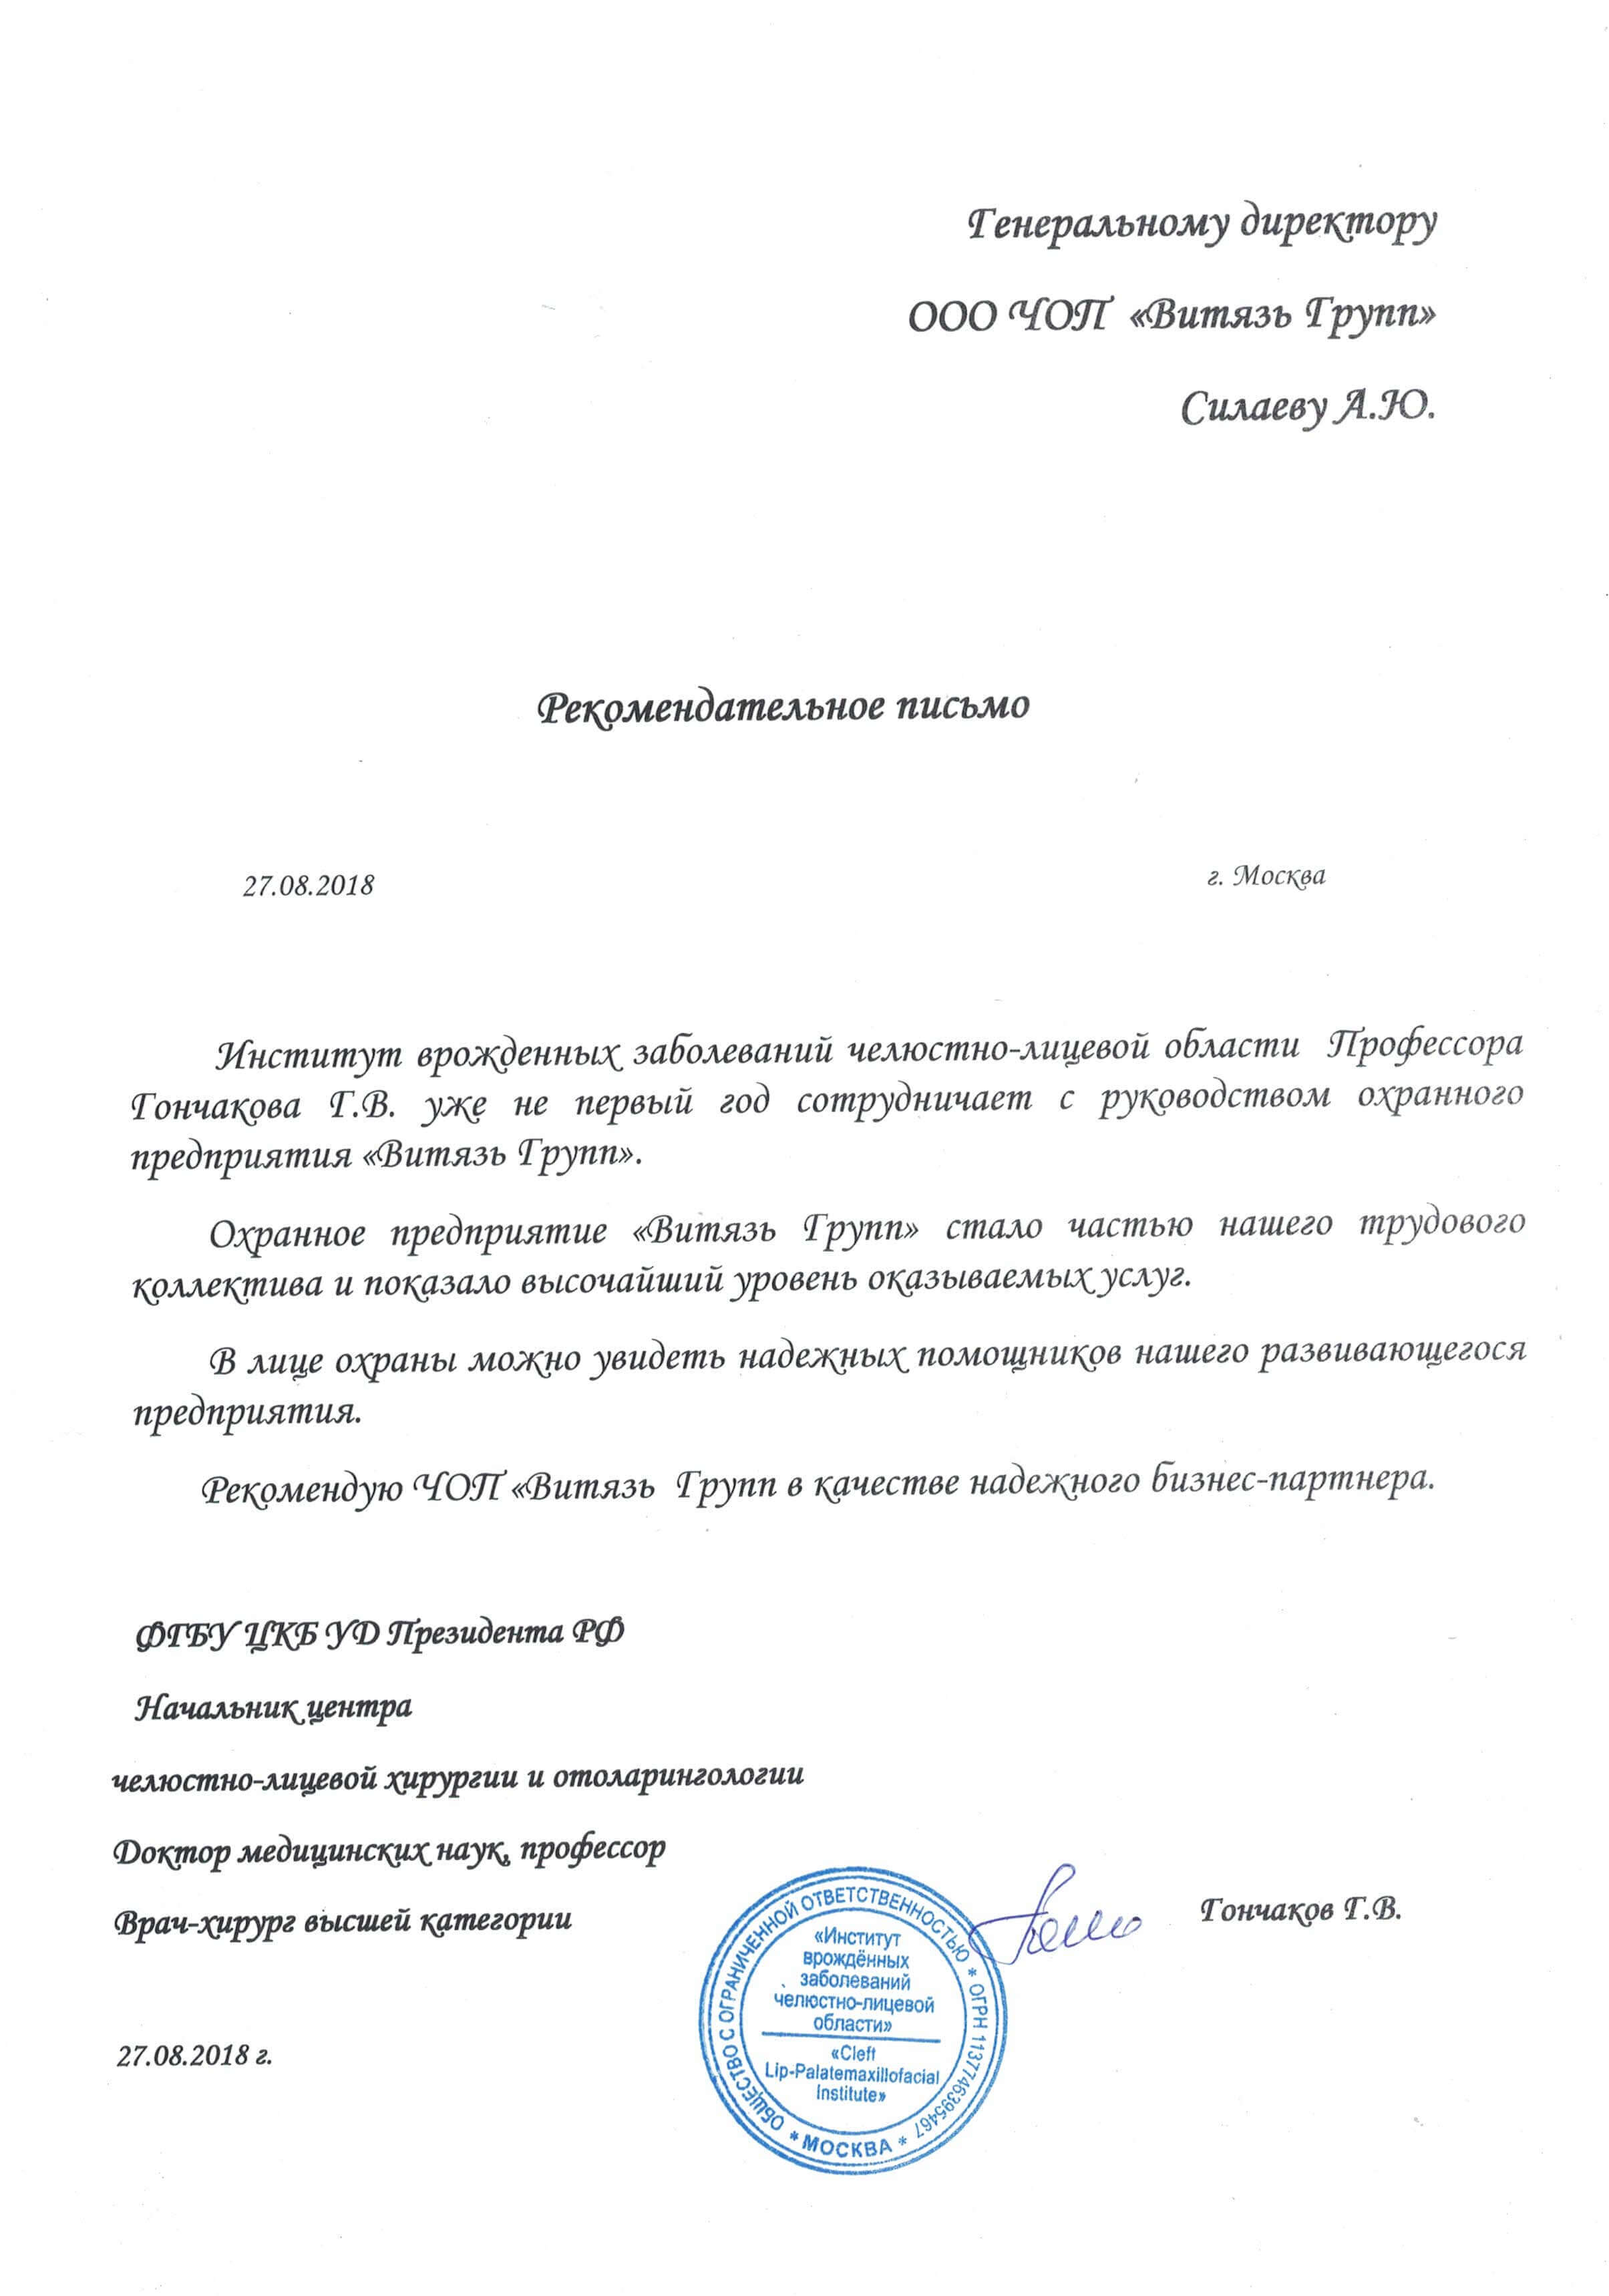 Генеральному директору
ООО ЧОП «Витязь Групп»
Силаеву А.Ю.
Рекомендательное письмо
27.08.2018 г. Москва
Институт врожденных заболеваний челюстно-лицевой области Профессора
Гончакова Г.В. уже не первый год сотрудничает с руководством охранного
предприятия «Витязь Групп».
Охранное предприятие «Витязь Групп» стало частью нашего трудового
коллектива и показало высочайший уровень оказываемых услуг.
В лице охраны можно увидеть надежных помощников нашего развивающегося
предприятия.
Рекомендую ЧОП «Витязь Групп в качестве надежного бизнес-партнера.
ФГБУ ЦКБ УД Президента РФ
Начальник центра
челюстно-лицевой хирургии и отоларингологии
Доктор медицинских наук, профессор
Врач-хирург высшей категории
Гончаков Г.В.
ОБЩЕСТВО С ОГРАНИЧЕННОЙ ОТВЕТСТВЕННОСТЬЮ * ОГРН 1137746395467
* МОСКВА *
«Институт
врождённых
заболеваний
челюстно-лицевой
области»
«Cleft
Lip-Palatemaxillofacial
Institute»
27.08.2018 г.